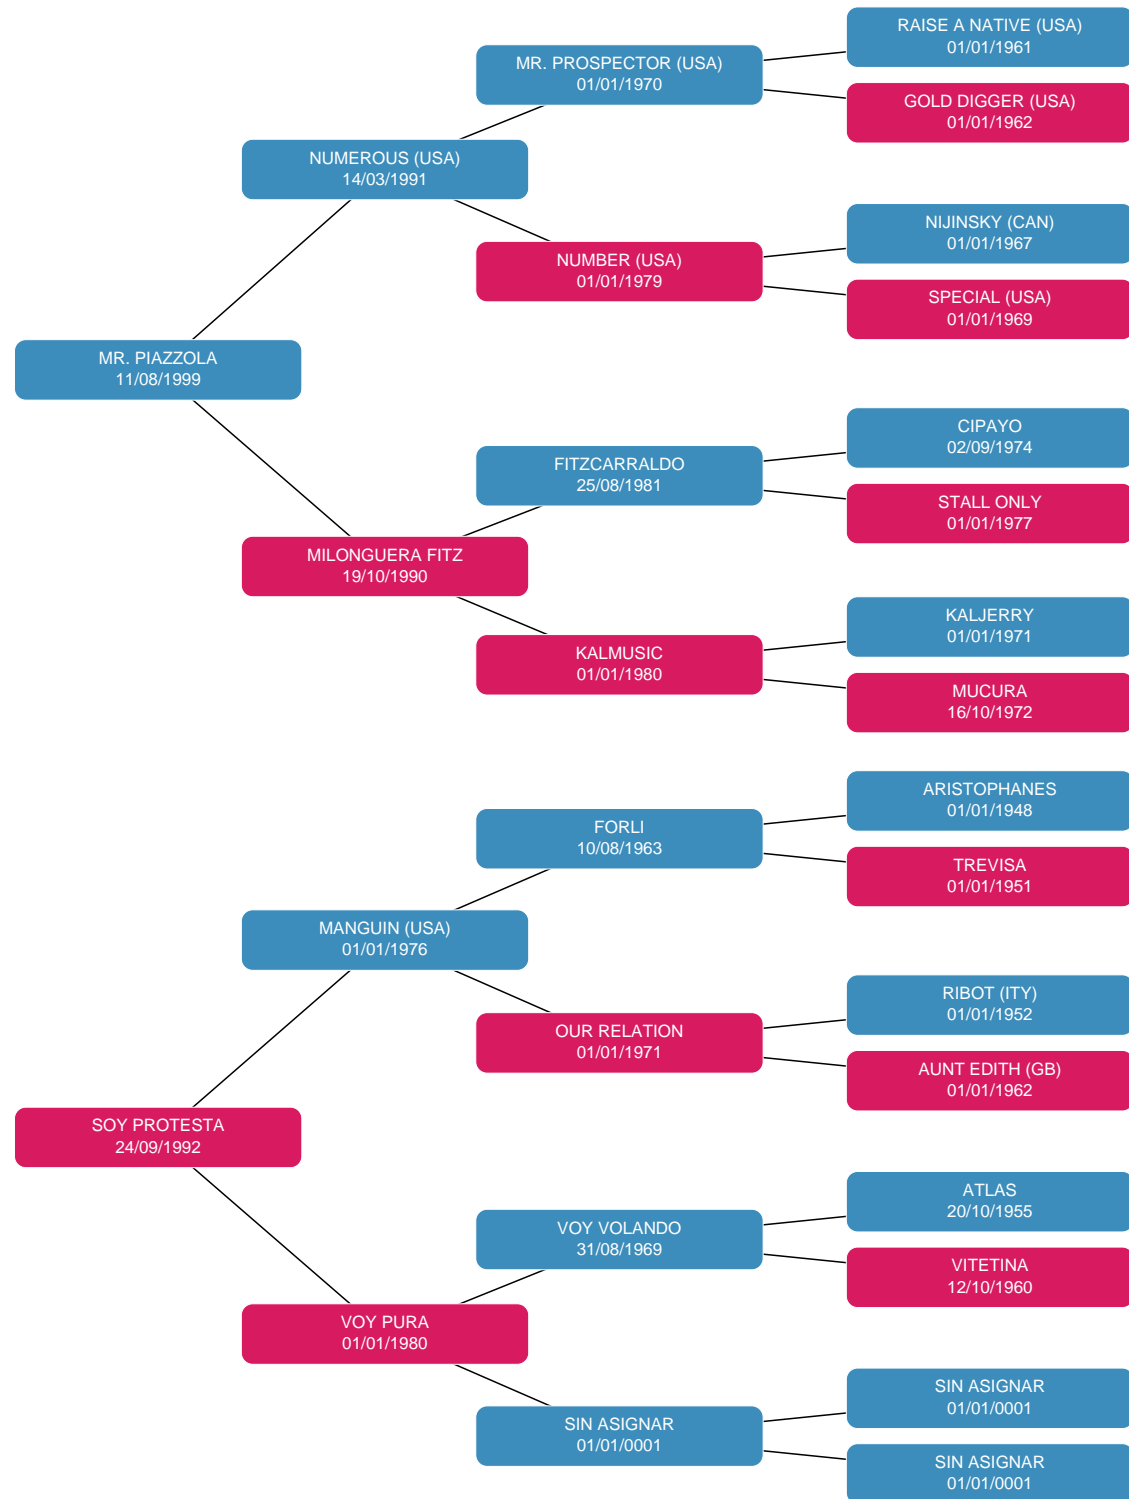 RAISE A NATIVE (USA)
01/01/1961
MR. PROSPECTOR (USA)
01/01/1970
GOLD DIGGER (USA)
01/01/1962
NUMEROUS (USA)
14/03/1991
NIJINSKY (CAN)
01/01/1967
NUMBER (USA)
01/01/1979
SPECIAL (USA)
01/01/1969
MR. PIAZZOLA
11/08/1999
CIPAYO
02/09/1974
FITZCARRALDO
25/08/1981
STALL ONLY
01/01/1977
MILONGUERA FITZ
19/10/1990
KALJERRY
01/01/1971
KALMUSIC
01/01/1980
MUCURA
16/10/1972
ARISTOPHANES
01/01/1948
FORLI
10/08/1963
TREVISA
01/01/1951
MANGUIN (USA)
01/01/1976
RIBOT (ITY)
01/01/1952
OUR RELATION
01/01/1971
AUNT EDITH (GB)
01/01/1962
SOY PROTESTA
24/09/1992
ATLAS
20/10/1955
VOY VOLANDO
31/08/1969
VITETINA
12/10/1960
VOY PURA
01/01/1980
SIN ASIGNAR
01/01/0001
SIN ASIGNAR
01/01/0001
SIN ASIGNAR
01/01/0001